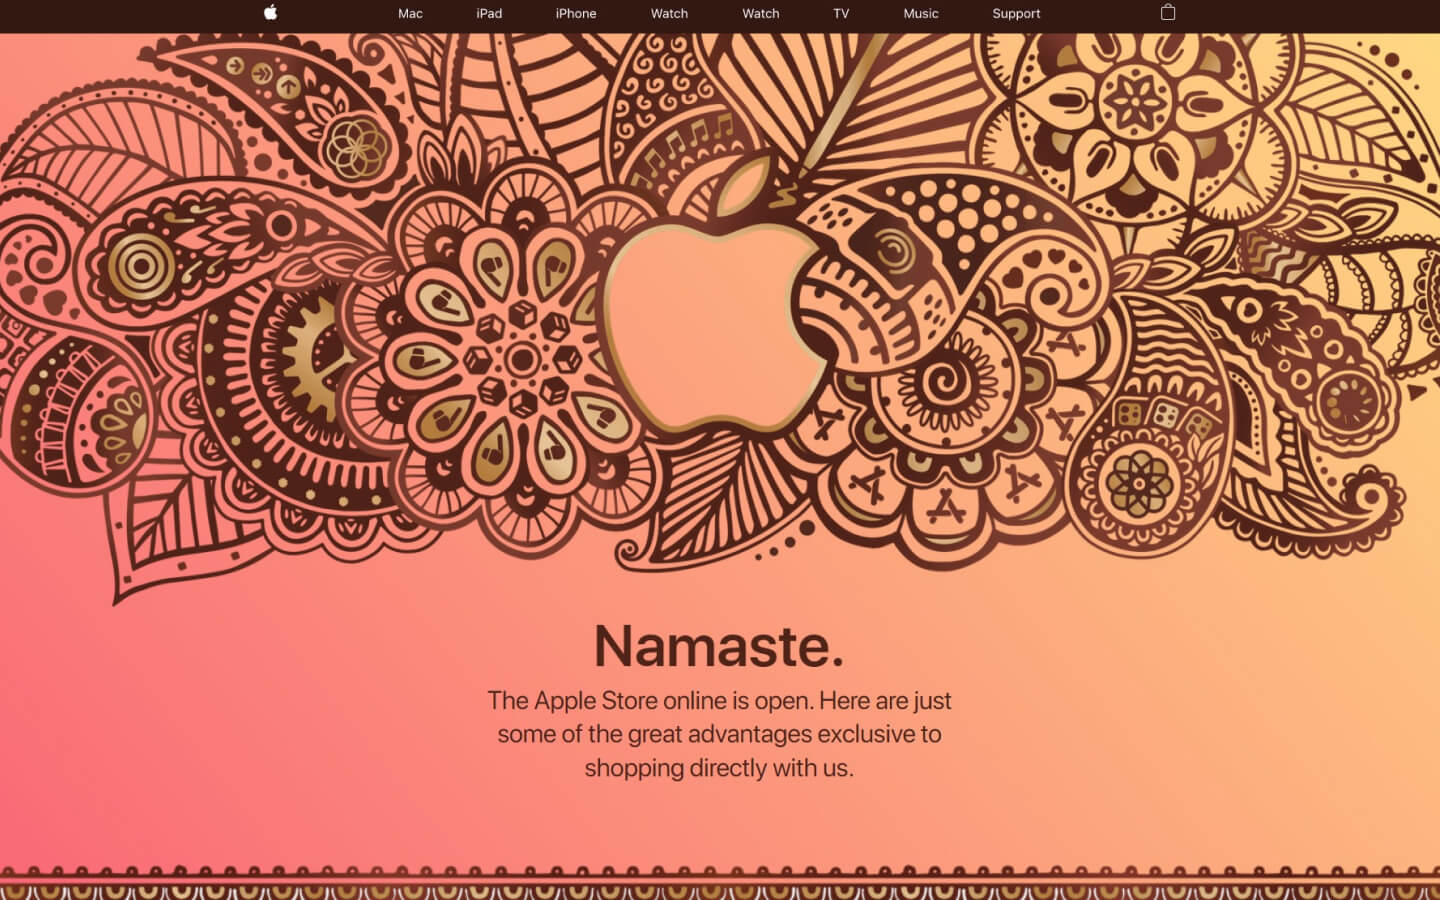 Mac iPad iPhone Watch Watch TV Music Support
Namaste.
The Apple Store online is open. Here are just
some of the great advantages exclusive to
shopping directly with us.